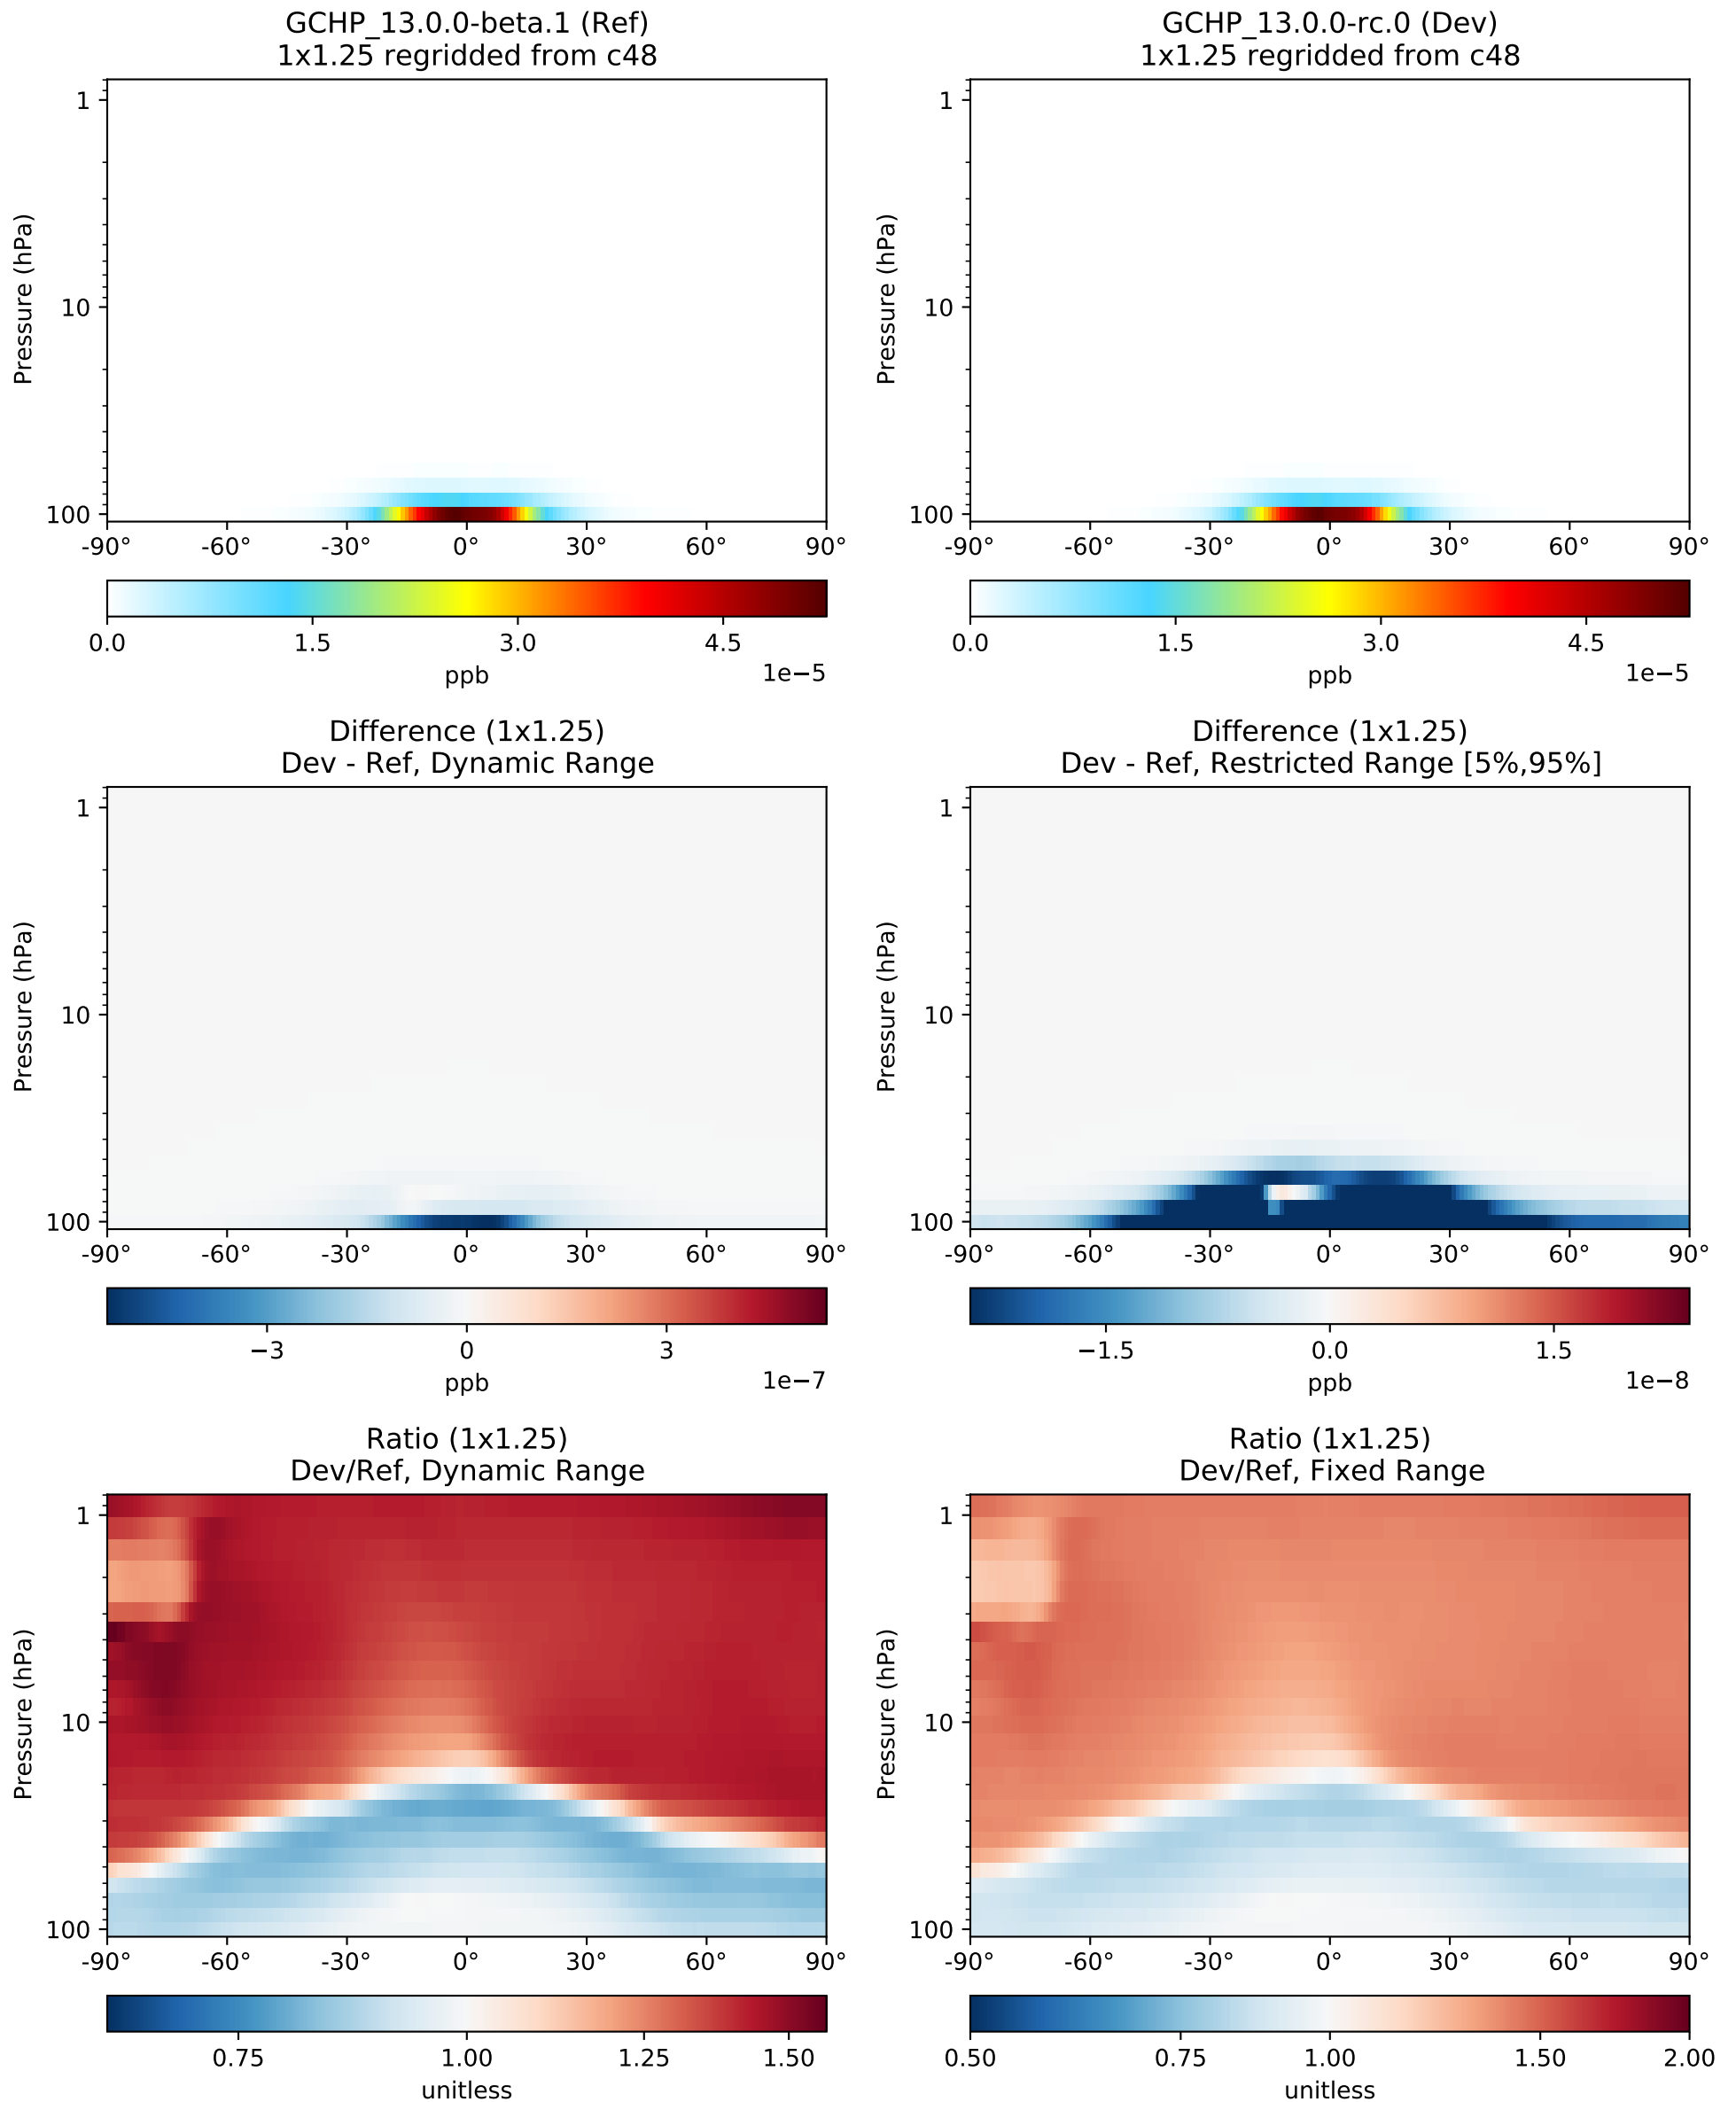 GCHP_13.0.0-beta.1 (Ref)
1x1.25 regridded from c48
GCHP_13.0.0-rc.0 (Dev)
1x1.25 regridded from c48
Pressure (hPa)
1
10
100
-90° -60° -30° 0° 30° 60° 90°
0.0 1.5 3.0 4.5
1e−5
ppb
Pressure (hPa)
1
10
100
-90° -60° -30° 0° 30° 60° 90°
0.0 1.5 3.0 4.5
1e−5
ppb
Difference (1x1.25)
Dev - Ref, Dynamic Range
Difference (1x1.25)
Dev - Ref, Restricted Range [5%,95%]
Pressure (hPa)
1
10
100
-90° -60° -30° 0° 30° 60° 90°
−3 0 3
1e−7
ppb
Pressure (hPa)
1
10
100
-90° -60° -30° 0° 30° 60° 90°
−1.5 0.0 1.5
1e−8
ppb
Ratio (1x1.25)
Dev/Ref, Dynamic Range
Ratio (1x1.25)
Dev/Ref, Fixed Range
Pressure (hPa)
1
10
100
-90° -60° -30° 0° 30° 60° 90°
0.75 1.00 1.25 1.50
unitless
Pressure (hPa)
1
10
100
-90° -60° -30° 0° 30° 60° 90°
0.50 0.75 1.00 1.50 2.00
unitless